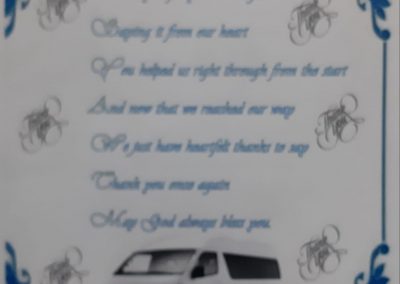 Saying it from our heart
You helped us right through from the start
And now that we reached our way
We just have heartfelt thanks to say
Thank you once again
May God always bless you.